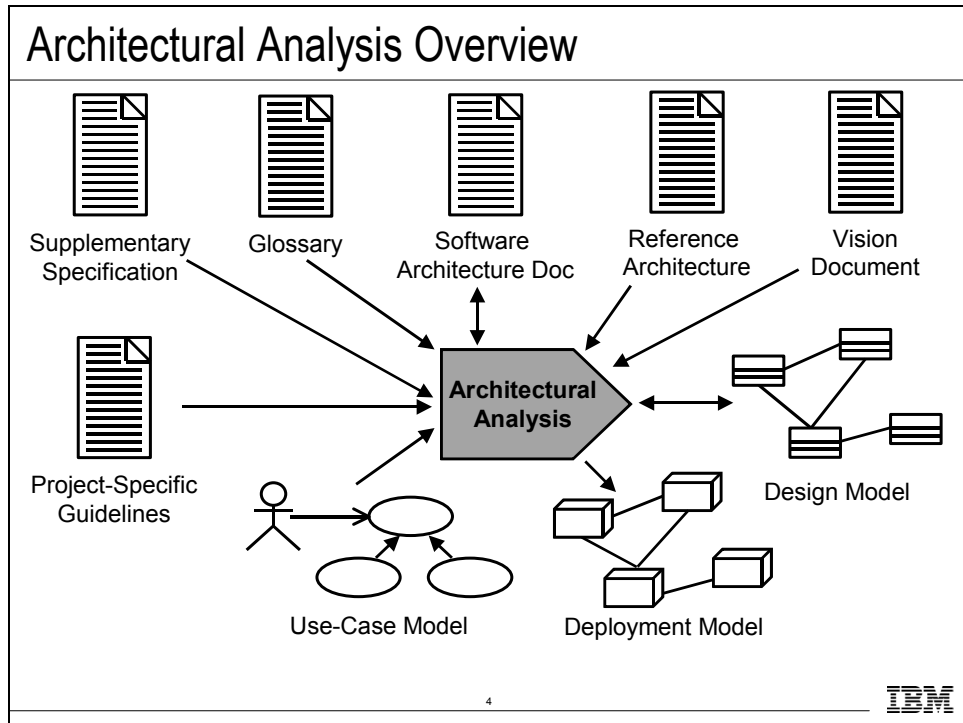 Architectural Analysis Overview
Supplementary
Specification
Glossary
Software
Architecture Doc
Reference
Architecture
Vision
Document
Architectural
Analysis
Project-Specific
Guidelines
Design Model
Use-Case Model
Deployment Model
4
IBM